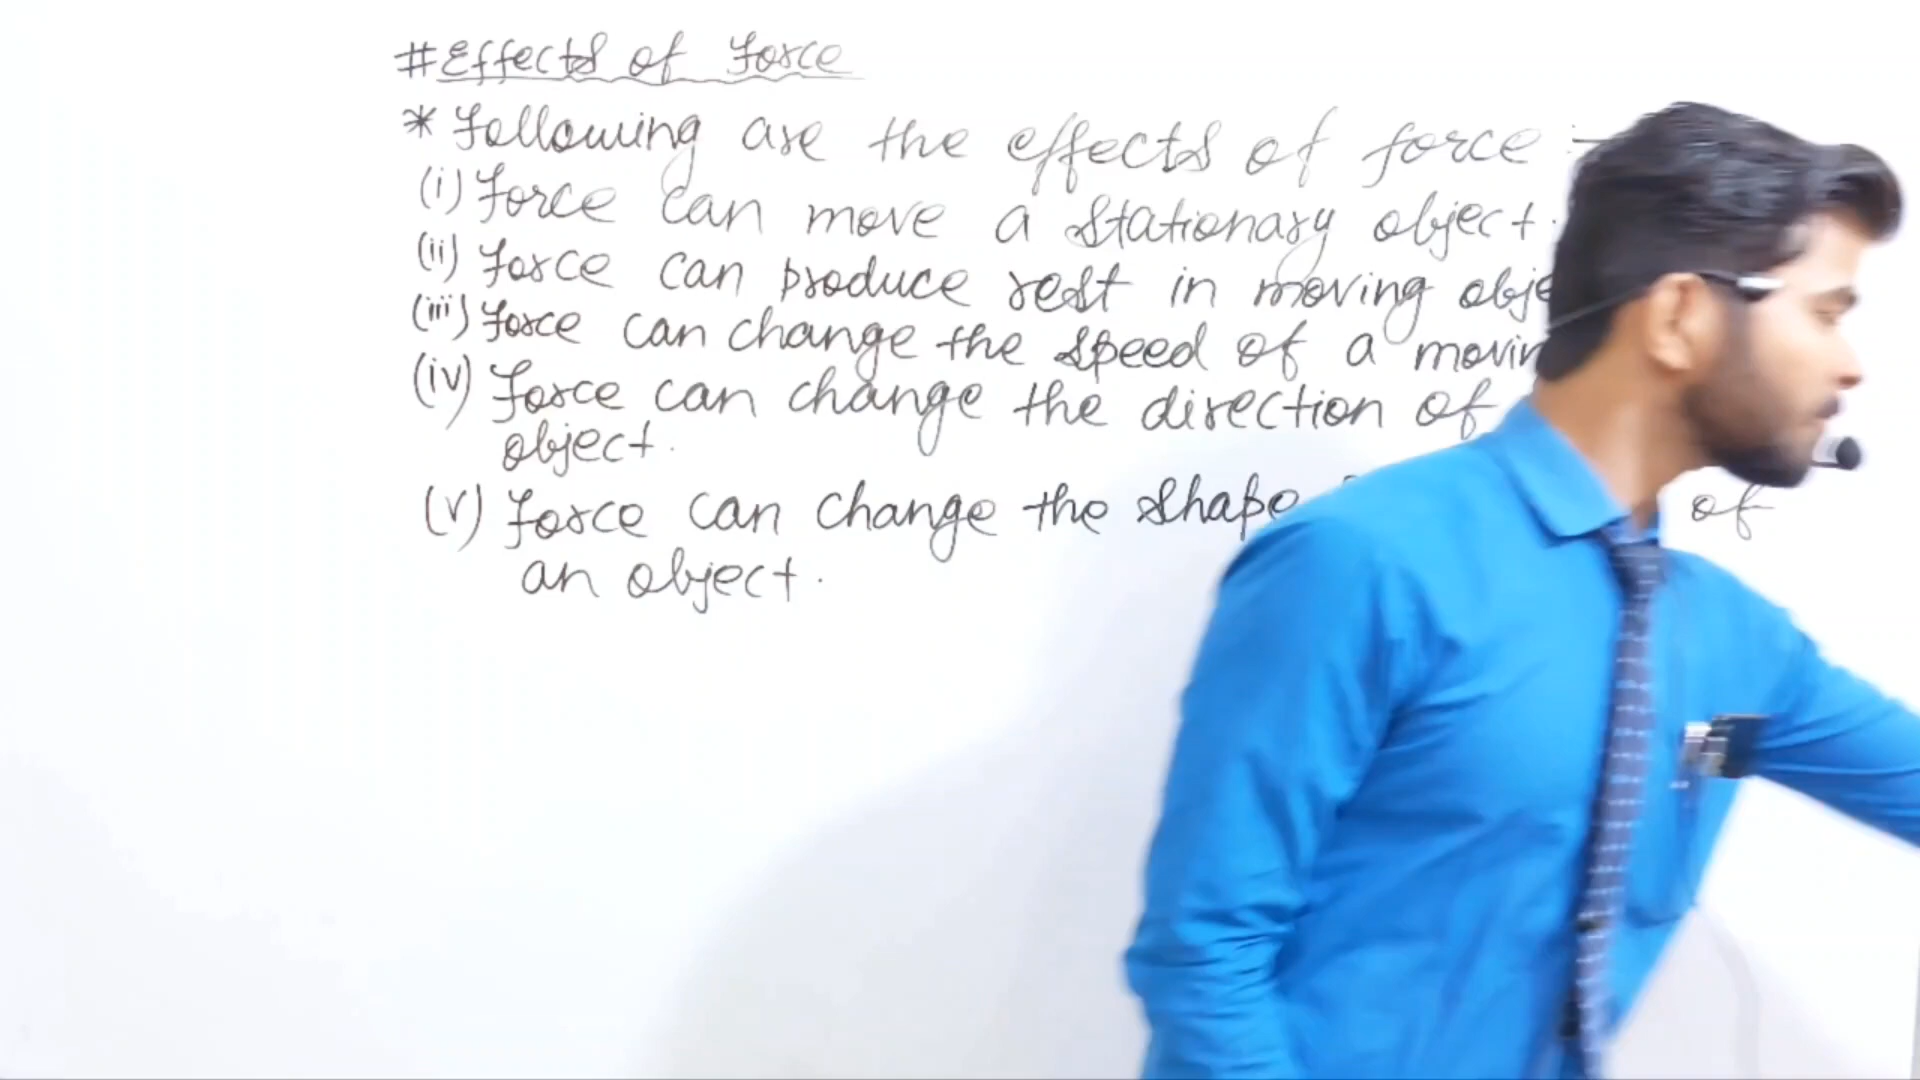 #Effects of force
* Following are the effects of force :-
(i) Force can move a stationary object.
(ii) Force can produce rest in moving obje
(iii) Force can change the speed of a movin
(iv) Force can change the direction of
object.
(v) Force can change the shape of
an object.